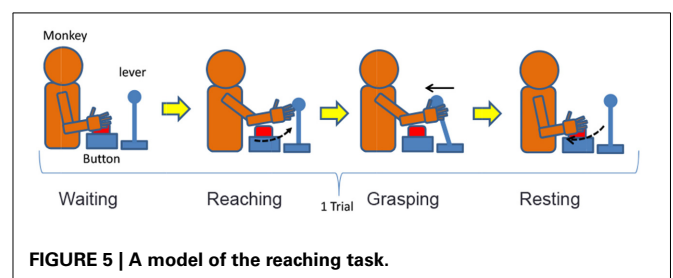 Monkey
lever
Button
Waiting
Reaching
1 Trial
Grasping
Resting
FIGURE 5 | A model of the reaching task.